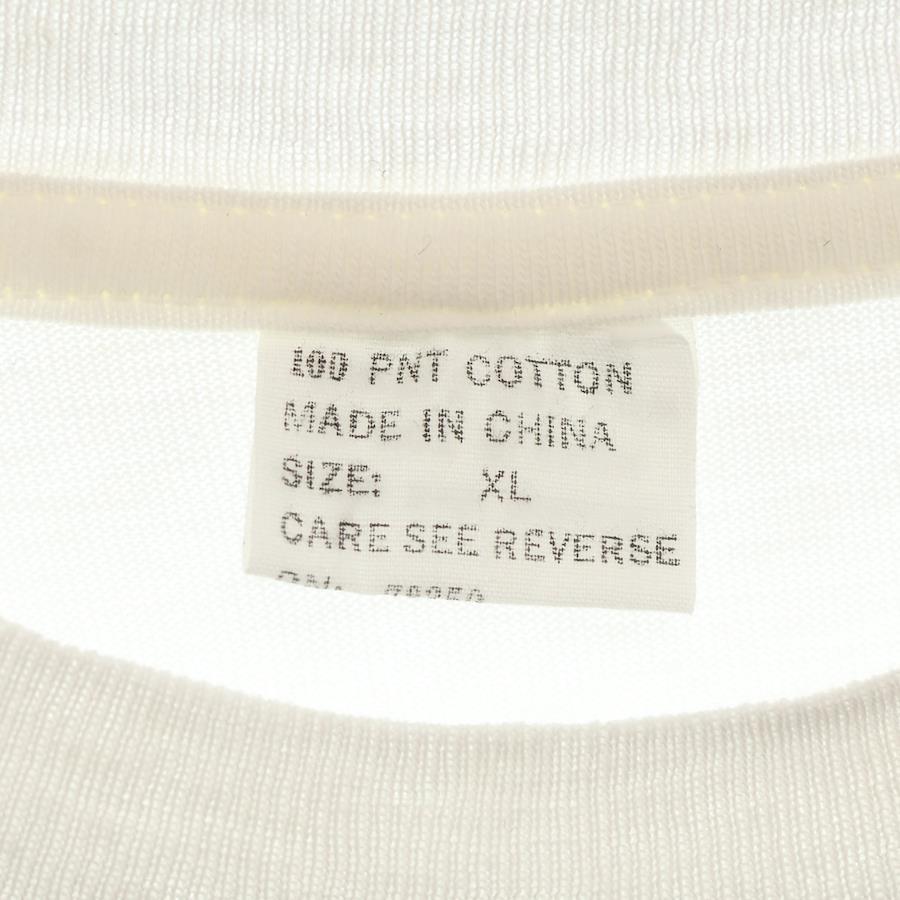 100 PNT COTTON
MADE IN CHINA
SIZE: XL
CARE SEE REVERSE